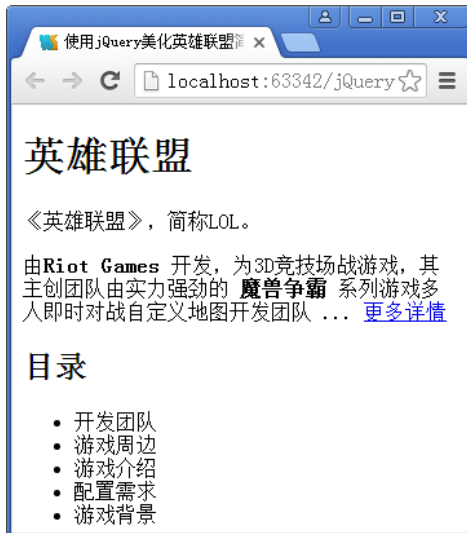 使用jQuery美化英雄联盟
localhost:63342/jQuery
英雄联盟
《英雄联盟》，简称LOL。
由Riot Games 开发，为3D竞技场战游戏，其
主创团队由实力强劲的 魔兽争霸 系列游戏多
人即时对战自定义地图开发团队 ... 更多详情
目录
开发团队
游戏周边
游戏介绍
配置需求
游戏背景